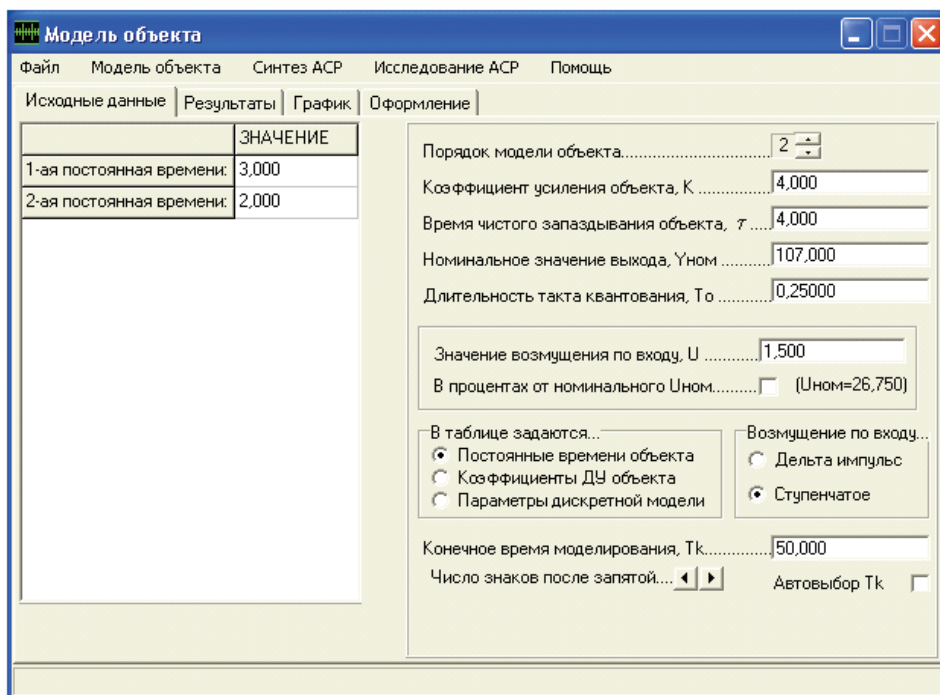 Модель объекта
Файл Модель объекта Синтез АСР Исследование АСР Помощь
Исходные данные Результаты График Оформление
ЗНАЧЕНИЕ
1-ая постоянная времени: 3,000
2-ая постоянная времени: 2,000
Порядок модели объекта.............................. 2
Коэффициент усиления объекта, К ............ 4,000
Время чистого запаздывания объекта, τ ..... 4,000
Номинальное значение выхода, Yном .......... 107,000
Длительность такта квантования, То ............ 0,25000
Значение возмущения по входу, U ............ 1,500
В процентах от номинального Uном.......... (Uном=26,750)
В таблице задаются...
Постоянные времени объекта
Коэффициенты ДУ объекта
Параметры дискретной модели
Возмущение по входу...
Дельта импульс
Ступенчатое
Конечное время моделирования, Tk............... 50,000
Число знаков после запятой....
Автовыбор Tk